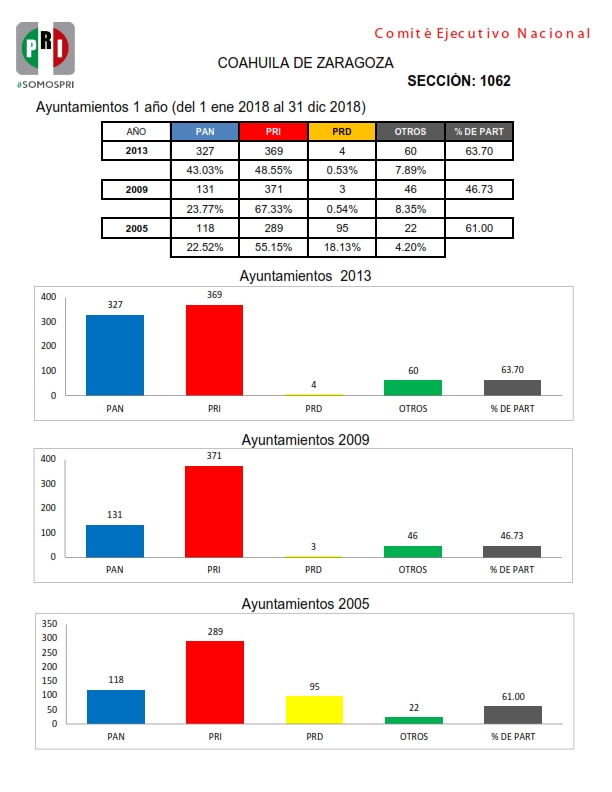 Comité Ejecutivo Nacional
PRI
#SOMOSPRI
COAHUILA DE ZARAGOZA
SECCIÓN: 1062
Ayuntamientos 1 año (del 1 ene 2018 al 31 dic 2018)
AÑO PAN PRI PRD OTROS % DE PART
2013 327 369 4 60 63.70
43.03% 48.55% 0.53% 7.89%
2009 131 371 3 46 46.73
23.77% 67.33% 0.54% 8.35%
2005 118 289 95 22 61.00
22.52% 55.15% 18.13% 4.20%
Ayuntamientos 2013
400
300
200
100
0
327 369 4 60 63.70
PAN PRI PRD OTROS % DE PART
Ayuntamientos 2009
400
300
200
100
0
131 371 3 46 46.73
PAN PRI PRD OTROS % DE PART
Ayuntamientos 2005
350
300
250
200
150
100
50
0
118 289 95 22 61.00
PAN PRI PRD OTROS % DE PART